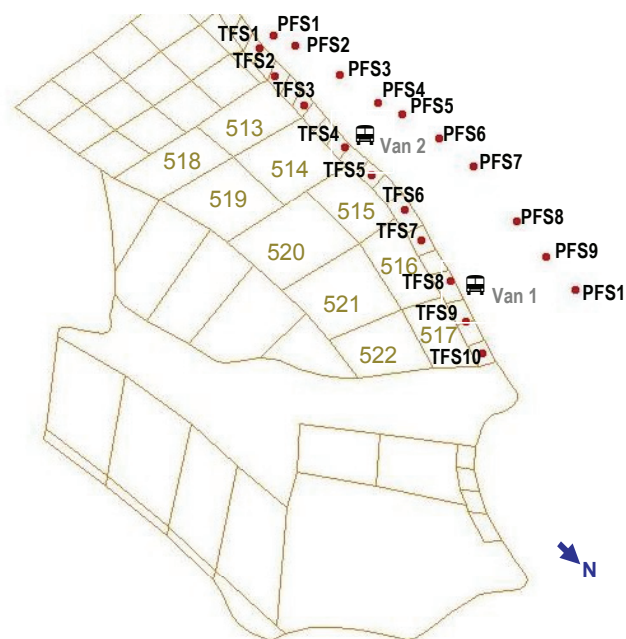 PFS1
TFS1
PFS2
TFS2
PFS3
TFS3
PFS4
PFS5
513
TFS4
Van 2
PFS6
518
514
TFS5
PFS7
519
515
TFS6
PFS8
TFS7
520
516
PFS9
TFS8
Van 1
PFS1
521
TFS9
517
522
TFS10
N